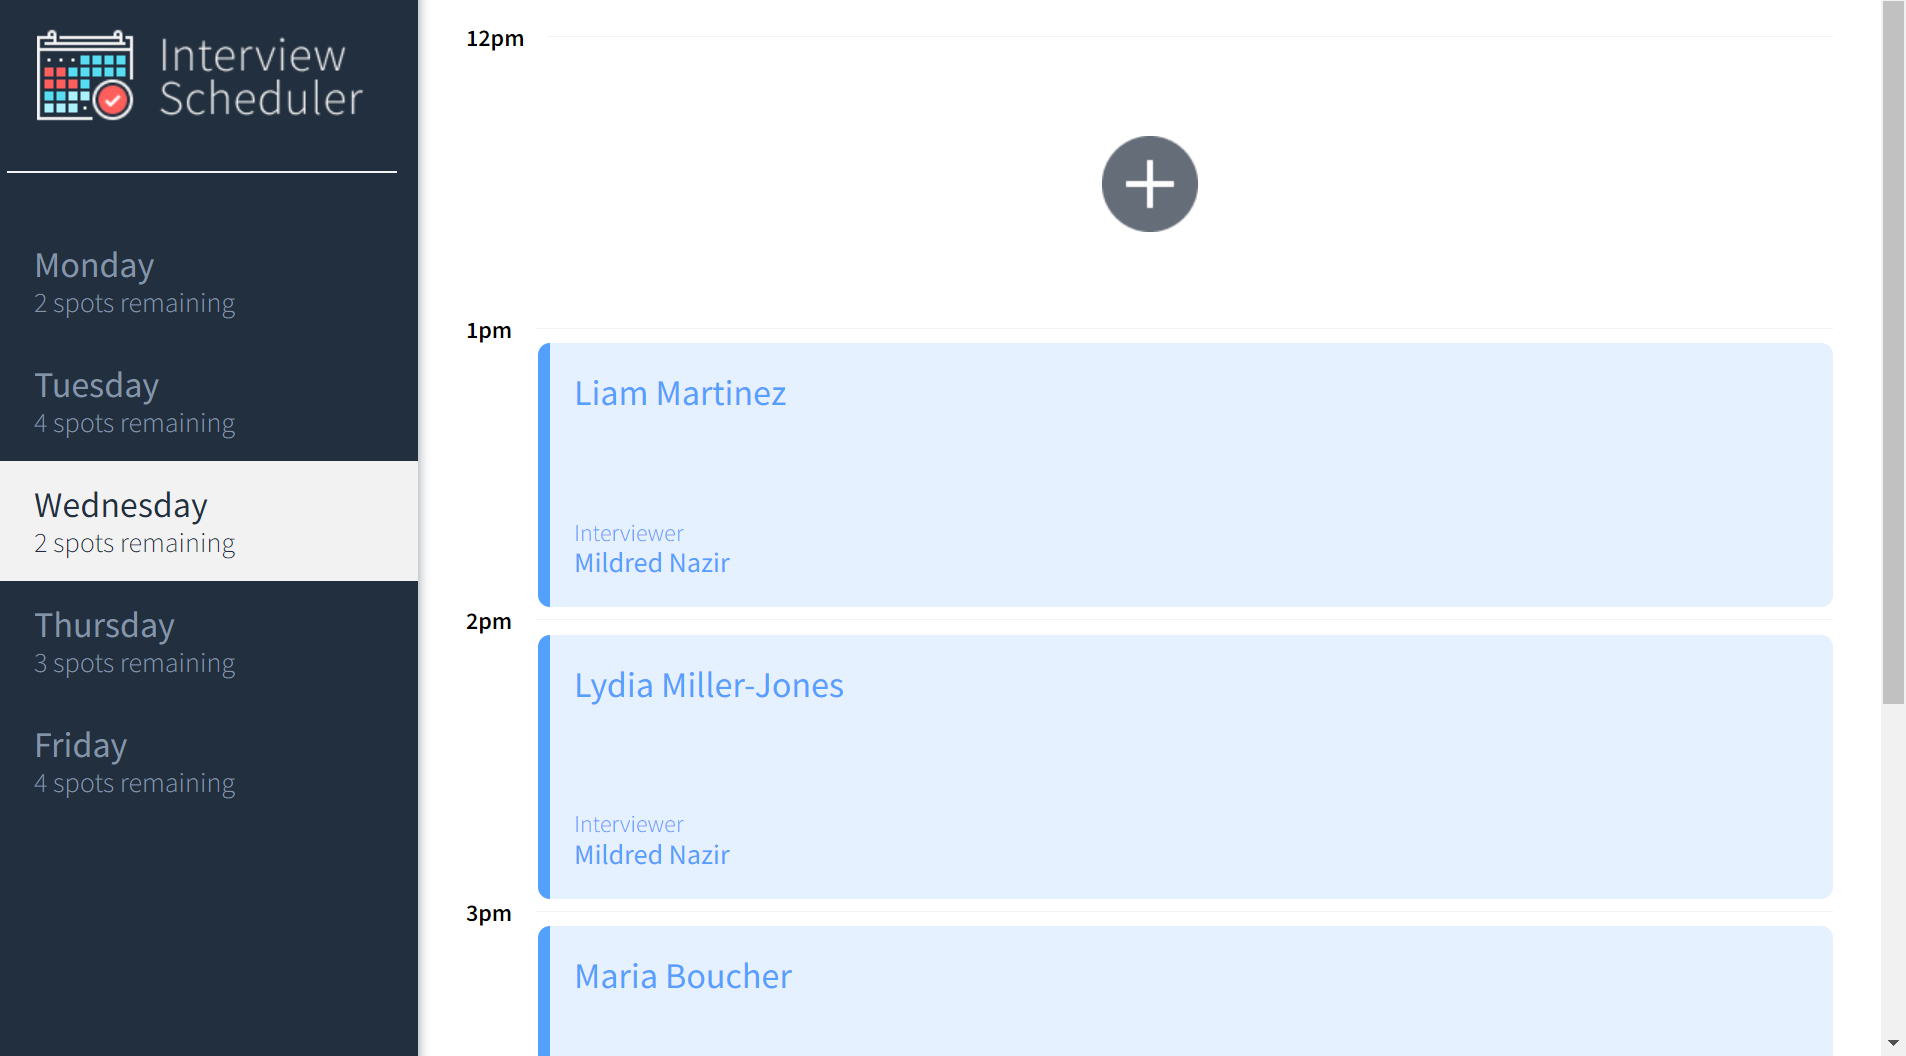 Interview
Scheduler
Monday
2 spots remaining
Tuesday
4 spots remaining
Wednesday
2 spots remaining
Thursday
3 spots remaining
Friday
4 spots remaining
12pm
1pm
Liam Martinez
Interviewer
Mildred Nazir
2pm
Lydia Miller-Jones
Interviewer
Mildred Nazir
3pm
Maria Boucher